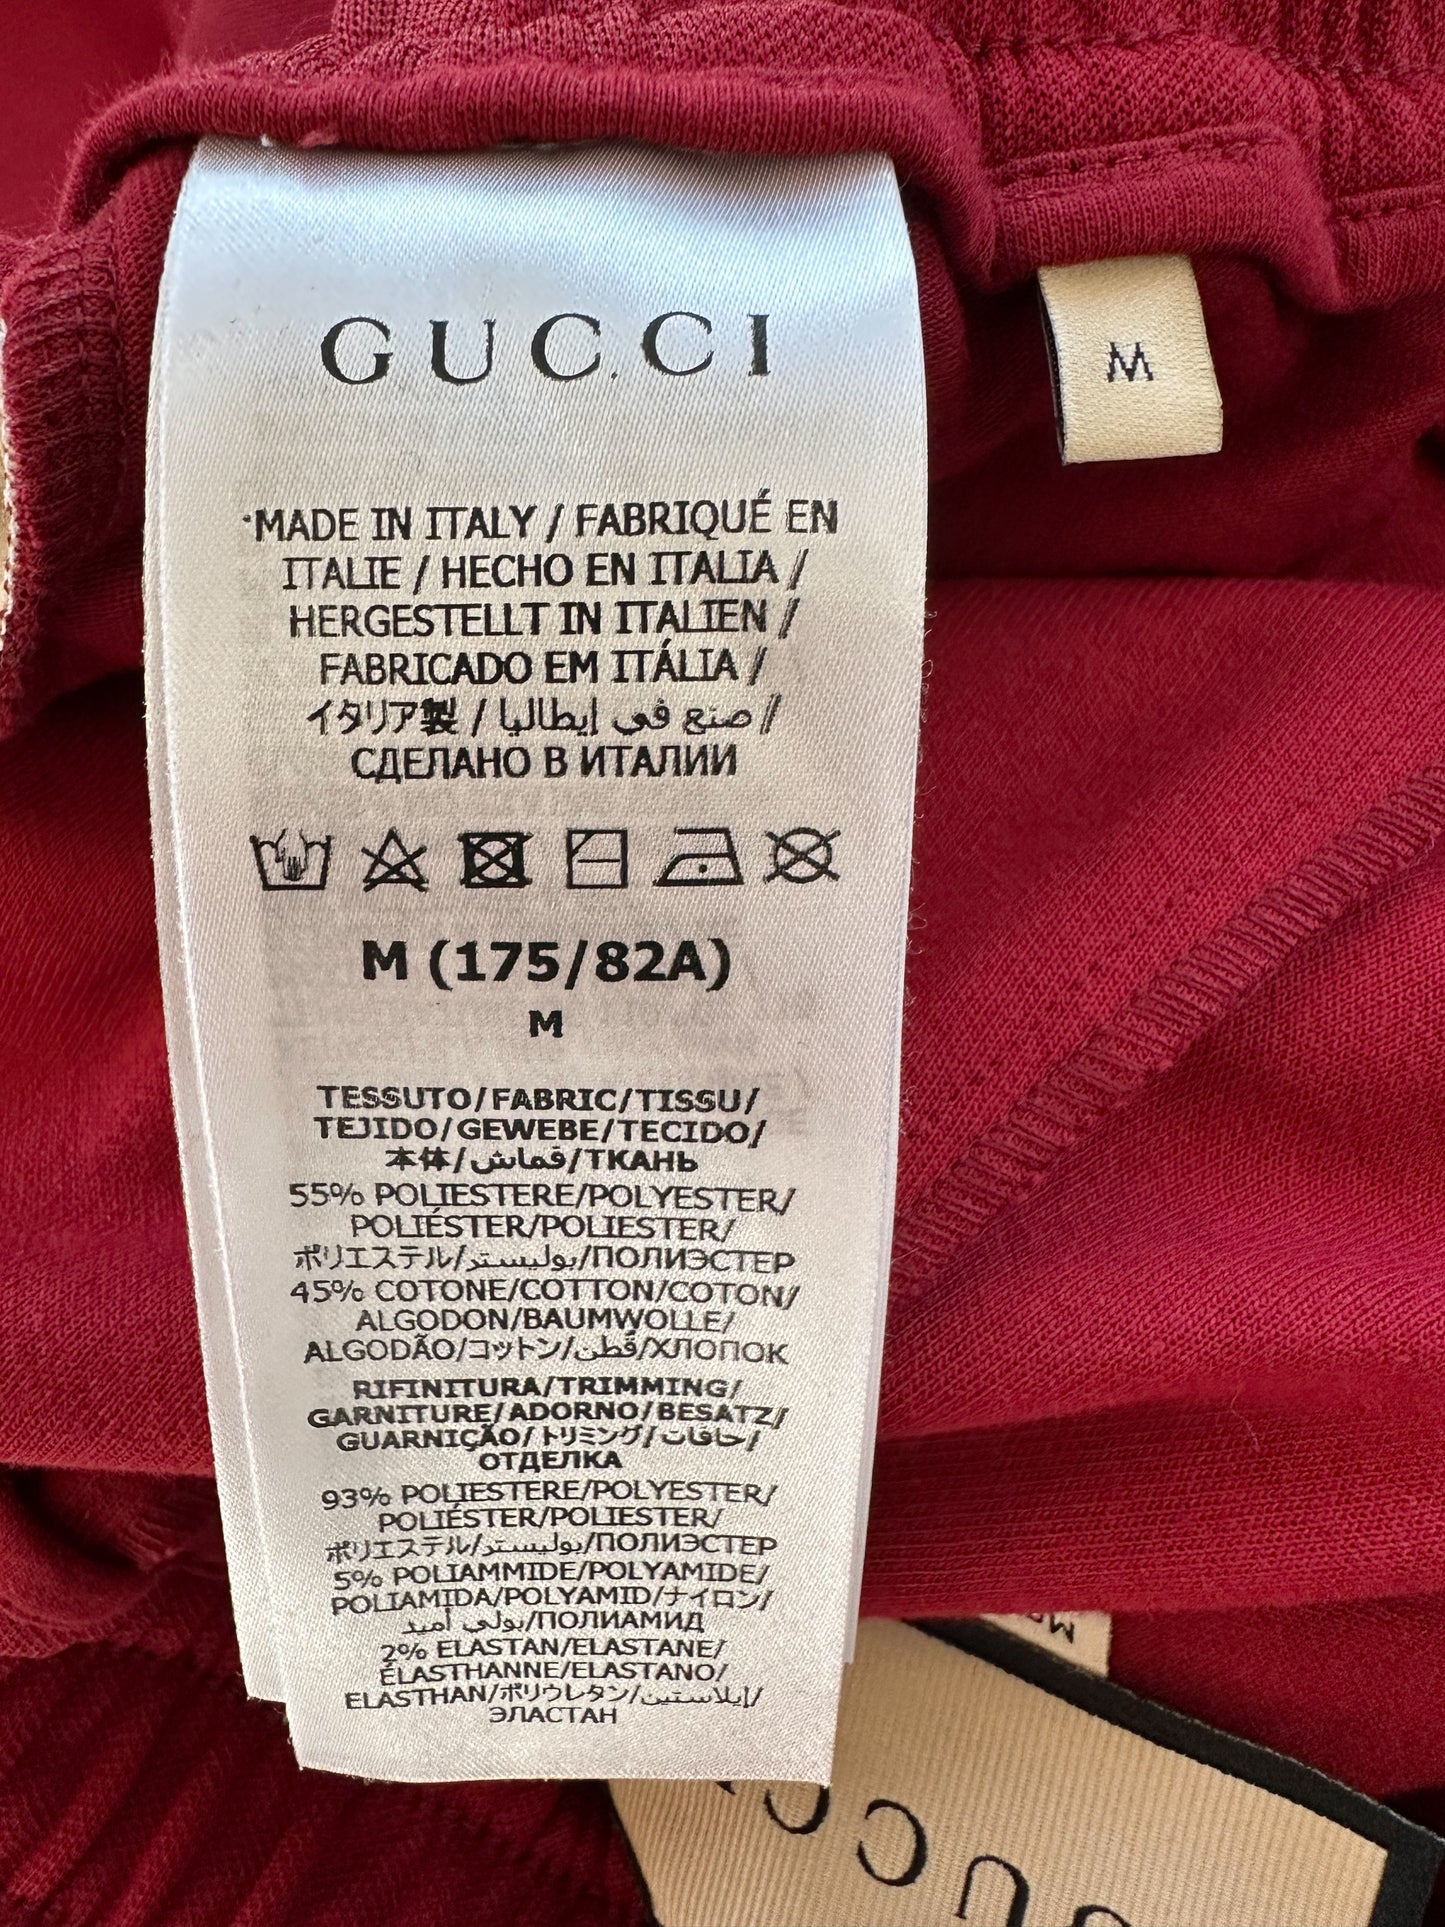 GUCCI
M
MADE IN ITALY / FABRIQUÉ EN
ITALIE / HECHO EN ITALIA /
HERGESTELLT IN ITALIEN /
FABRICADO EM ITÁLIA /
イタリア製 / صنع في إيطاليا /
СДЕЛАНО В ИТАЛИИ
M (175/82A)
M
TESSUTO/FABRIC/TISSU/
TEJIDO/GEWEBE/TECIDO/
本体/قماش/ТКАНЬ
55% POLIESTERE/POLYESTER/
POLIÉSTER/POLIESTER/
ポリエステル/بوليستر/ПОЛИЭСТЕР
45% COTONE/COTTON/COTON/
ALGODON/BAUMWOLLE/
ALGODÃO/コットン/قطن/ХЛОПОК
RIFINITURA/TRIMMING/
GARNITURE/ADORNO/BESATZ/
GUARNIÇÃO/トリミング/حافات/
ОТДЕЛКА
93% POLIESTERE/POLYESTER/
POLIÉSTER/POLIESTER/
ポリエステル/بوليستر/ПОЛИЭСТЕР
5% POLIAMMIDE/POLYAMIDE/
POLIAMIDA/POLYAMID/ナイロン/
بولي أميد/ПОЛИАМИД
2% ELASTAN/ELASTANE/
ÉLASTHANNE/ELASTANO/
ELASTHAN/ポリウレタン/إيلاستين/
ЭЛАСТАН